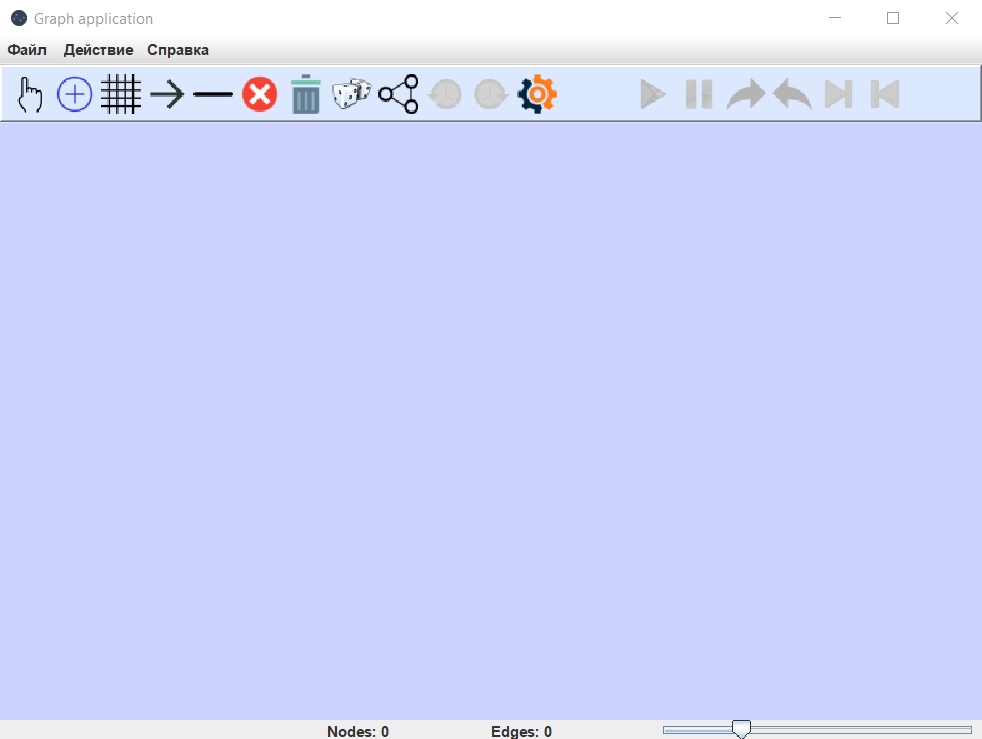 Graph application
Файл Действие Справка
Nodes: 0 Edges: 0